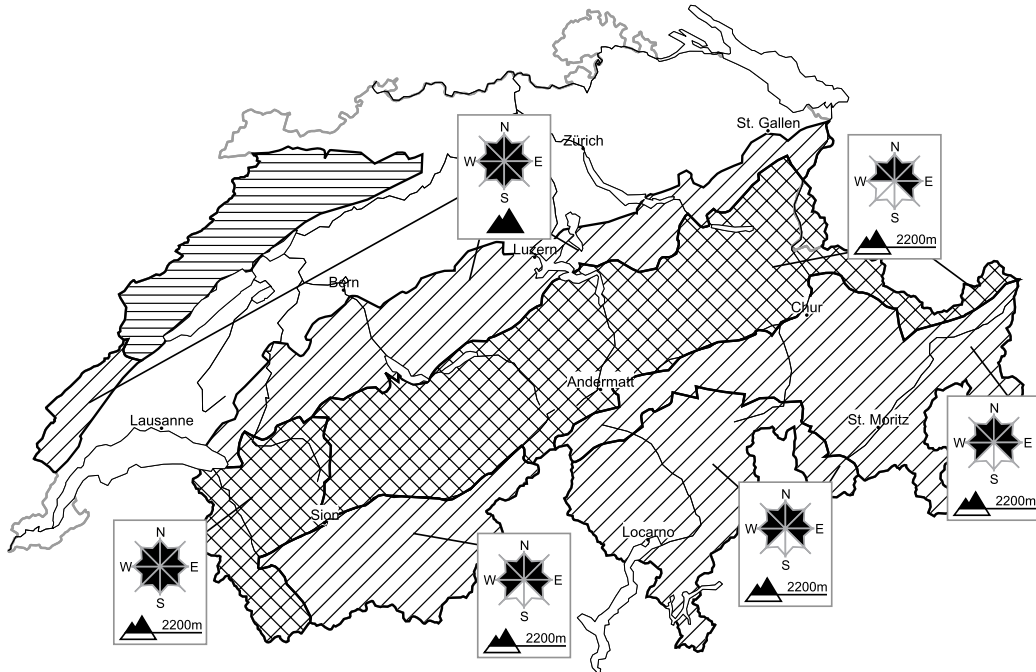 St. Gallen
N
W E
S
Zürich
N
W E
S
2200m
Luzern
Bern
Chur
Andermatt
Lausanne
St. Moritz
N
W E
S
2200m
N
W E
S
2200m
Sion
Locarno
N
W E
S
2200m
N
W E
S
2200m